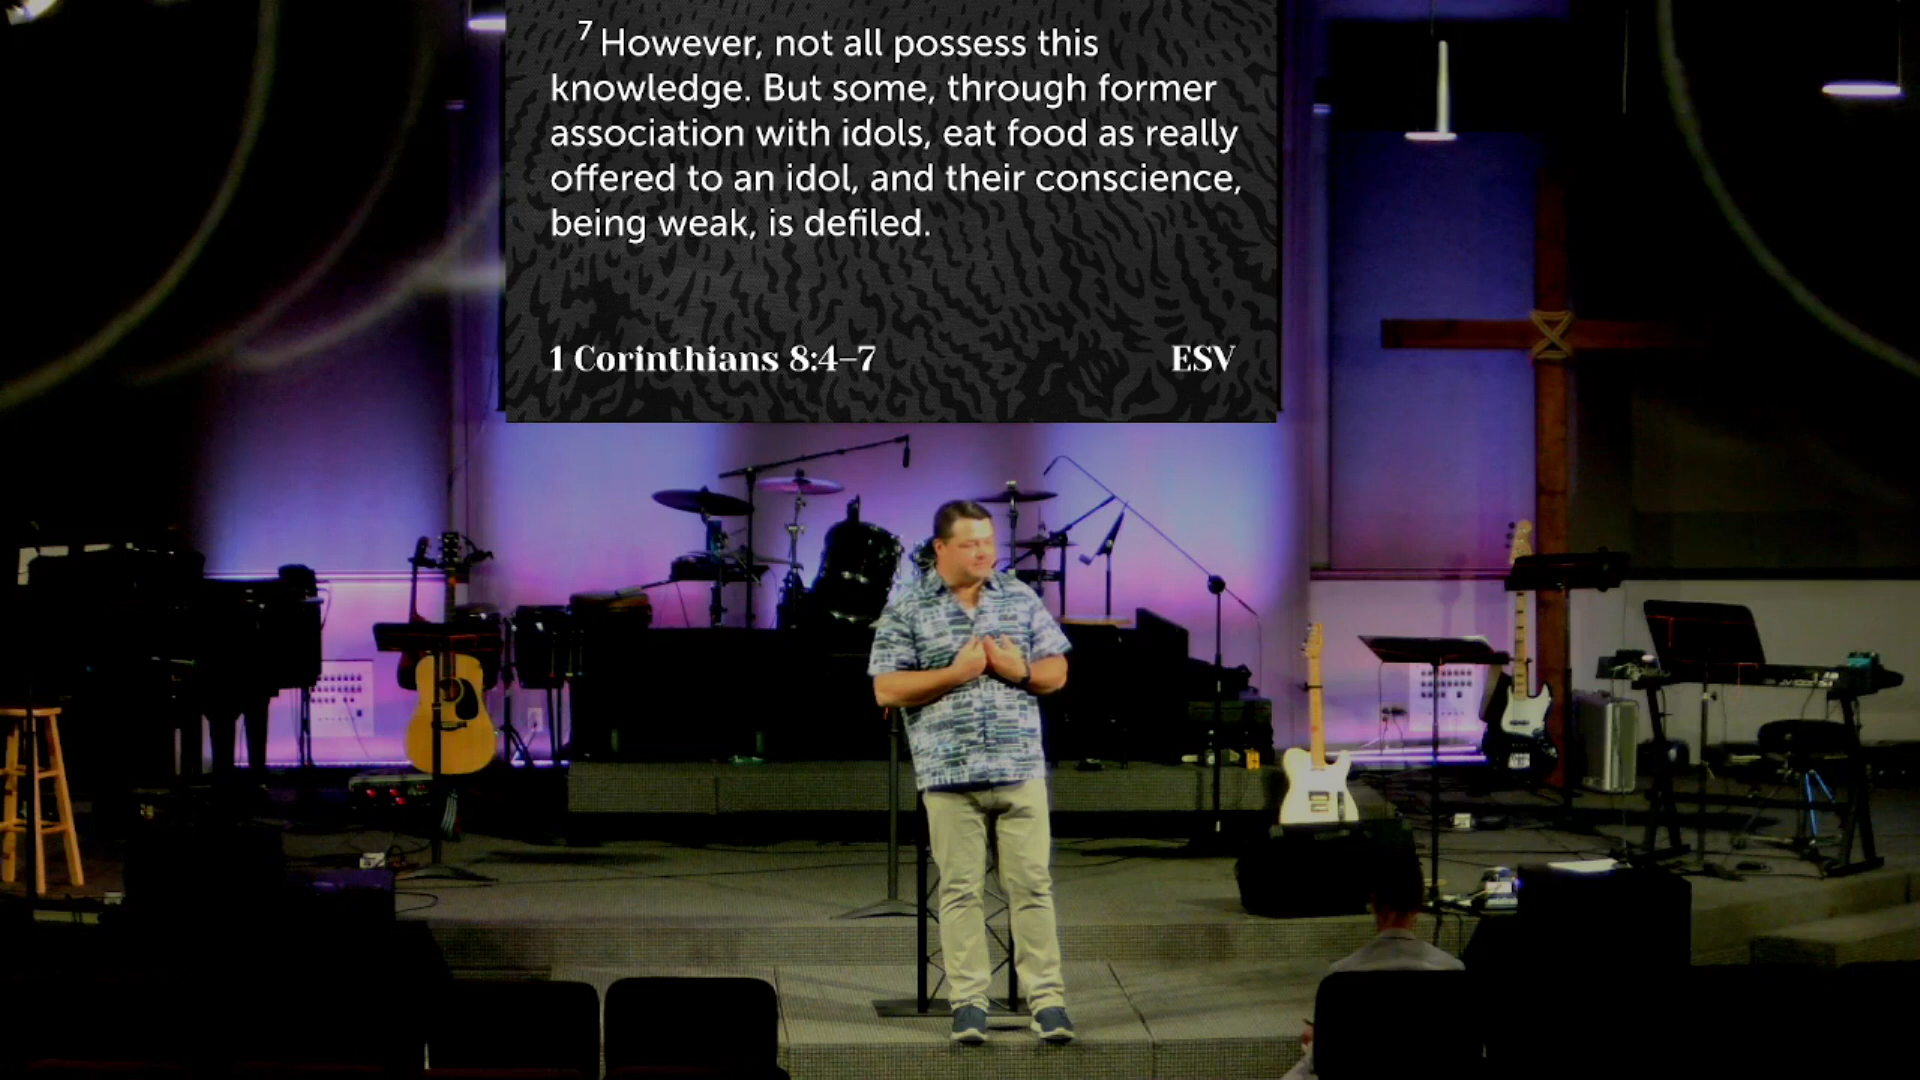 7 However, not all possess this
knowledge. But some, through former
association with idols, eat food as really
offered to an idol, and their conscience,
being weak, is defiled.
1 Corinthians 8:4–7 ESV